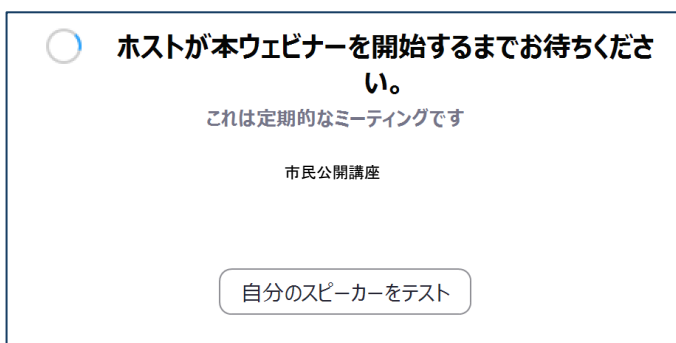 ホストが本ウェビナーを開始するまでお待ちくださ
い。
これは定期的なミーティングです
市民公開講座
自分のスピーカーをテスト